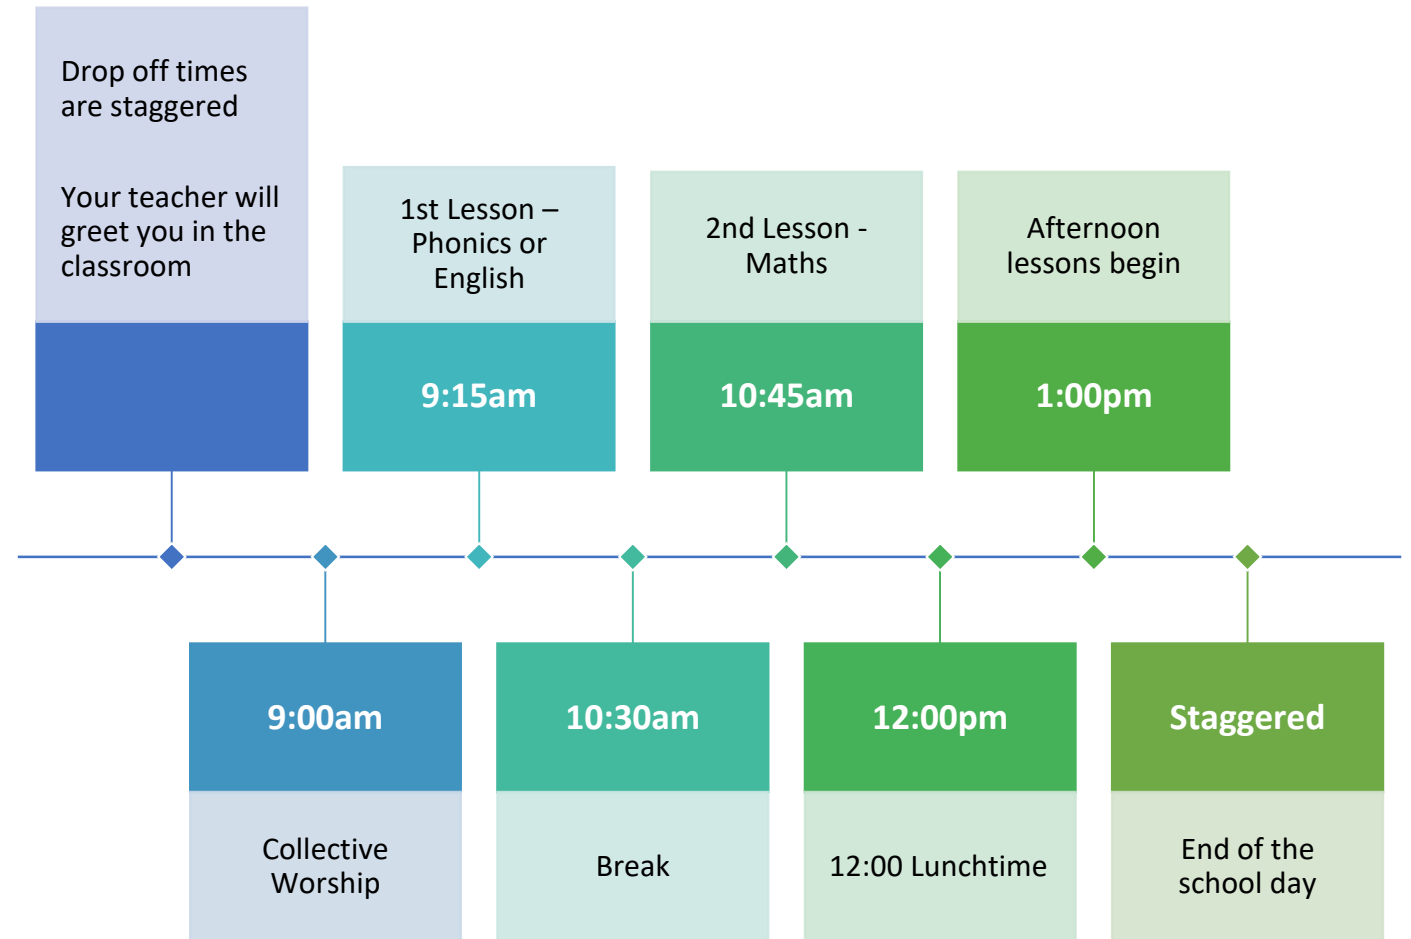 Drop off times
are staggered
Your teacher will
greet you in the
classroom
9:00am
Collective
Worship
1st Lesson –
Phonics or
English
9:15am
10:30am
Break
2nd Lesson -
Maths
10:45am
12:00pm
12:00 Lunchtime
Afternoon
lessons begin
1:00pm
Staggered
End of the
school day